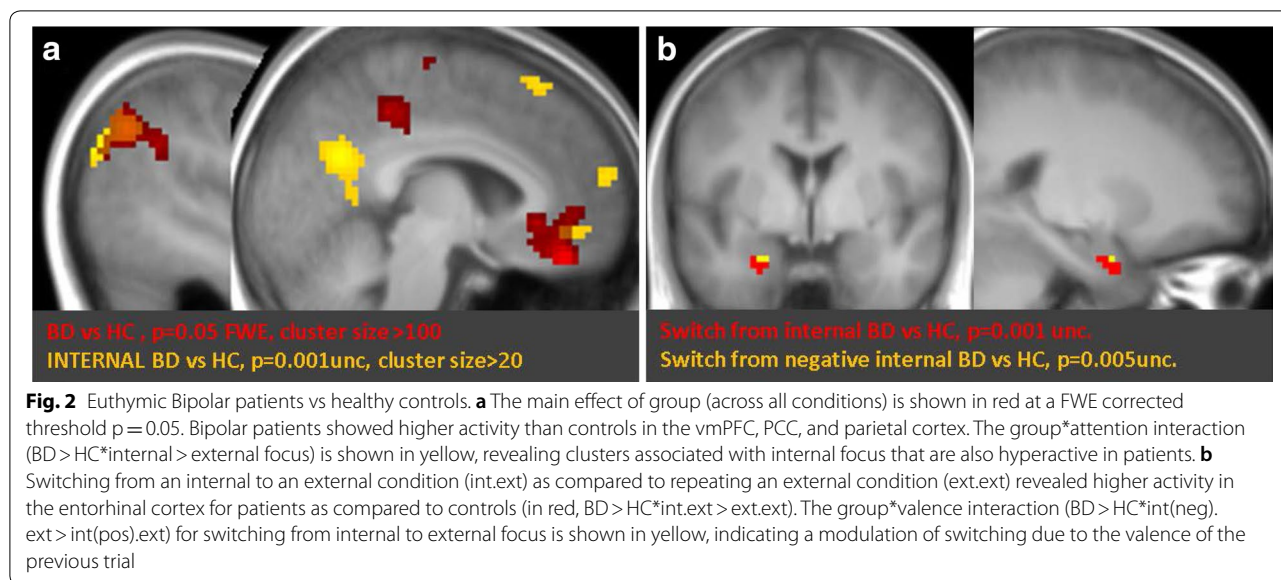 a
b
BD vs HC , p=0.05 FWE, cluster size>100
INTERNAL BD vs HC, p=0.001unc, cluster size>20
Switch from internal BD vs HC, p=0.001 unc.
Switch from negative internal BD vs HC, p=0.005unc.
Fig. 2 Euthymic Bipolar patients vs healthy controls. a The main effect of group (across all conditions) is shown in red at a FWE corrected
threshold p = 0.05. Bipolar patients showed higher activity than controls in the vmPFC, PCC, and parietal cortex. The group*attention interaction
(BD > HC*internal > external focus) is shown in yellow, revealing clusters associated with internal focus that are also hyperactive in patients. b
Switching from an internal to an external condition (int.ext) as compared to repeating an external condition (ext.ext) revealed higher activity in
the entorhinal cortex for patients as compared to controls (in red, BD > HC*int.ext > ext.ext). The group*valence interaction (BD > HC*int(neg).
ext > int(pos).ext) for switching from internal to external focus is shown in yellow, indicating a modulation of switching due to the valence of the
previous trial